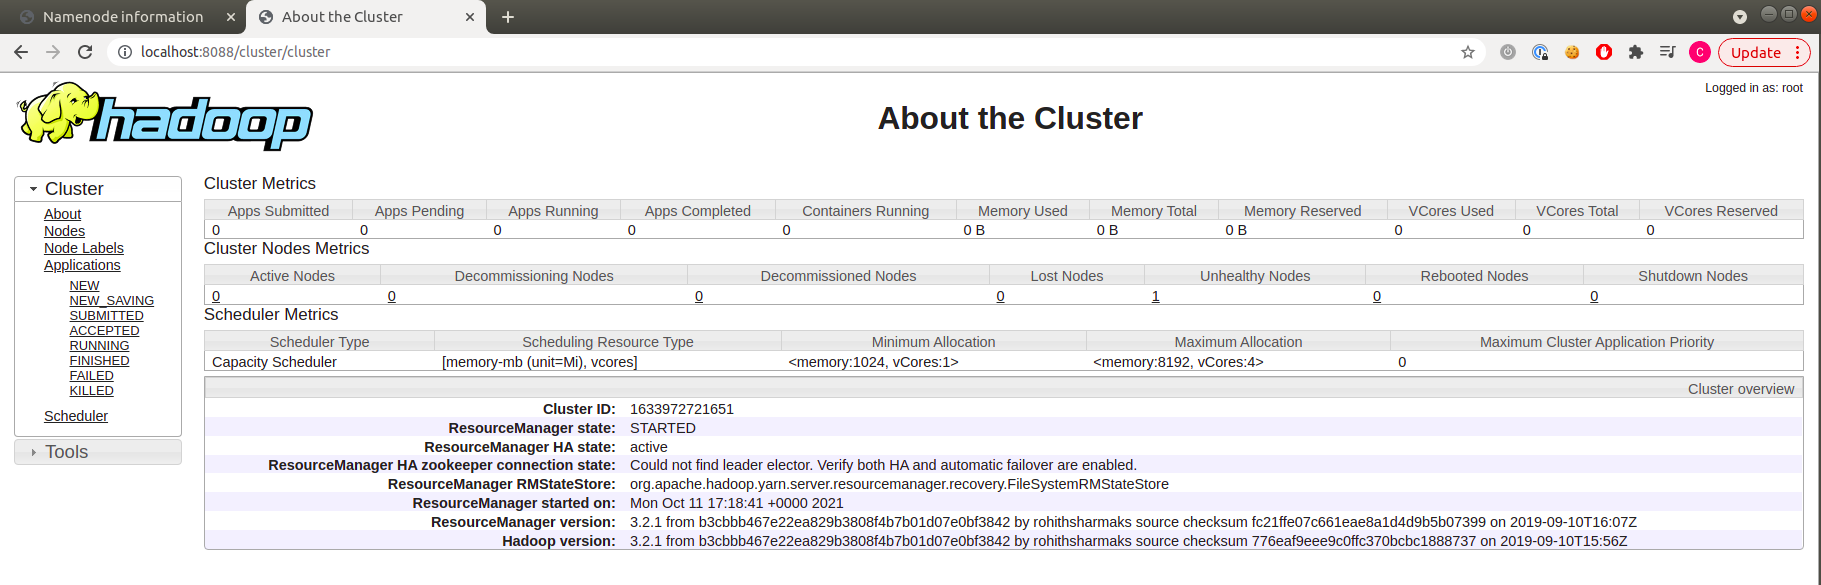 Namenode information
About the Cluster
localhost:8088/cluster/cluster
C
Update
hadoop
About the Cluster
Logged in as: root
Cluster
About
Nodes
Node Labels
Applications
NEW
NEW_SAVING
SUBMITTED
ACCEPTED
RUNNING
FINISHED
FAILED
KILLED
Scheduler
Tools
Cluster Metrics
Apps Submitted Apps Pending Apps Running Apps Completed Containers Running Memory Used Memory Total Memory Reserved VCores Used VCores Total VCores Reserved
0 0 0 0 0 0 B 0 B 0 B 0 0 0
Cluster Nodes Metrics
Active Nodes Decommissioning Nodes Decommissioned Nodes Lost Nodes Unhealthy Nodes Rebooted Nodes Shutdown Nodes
0 0 0 0 1 0 0
Scheduler Metrics
Scheduler Type Scheduling Resource Type Minimum Allocation Maximum Allocation Maximum Cluster Application Priority
Capacity Scheduler [memory-mb (unit=Mi), vcores] <memory:1024, vCores:1> <memory:8192, vCores:4> 0
Cluster overview
Cluster ID: 1633972721651
ResourceManager state: STARTED
ResourceManager HA state: active
ResourceManager HA zookeeper connection state: Could not find leader elector. Verify both HA and automatic failover are enabled.
ResourceManager RMStateStore: org.apache.hadoop.yarn.server.resourcemanager.recovery.FileSystemRMStateStore
ResourceManager started on: Mon Oct 11 17:18:41 +0000 2021
ResourceManager version: 3.2.1 from b3cbbb467e22ea829b3808f4b7b01d07e0bf3842 by rohithsharmaks source checksum fc21ffe07c661eae8a1d4d9b5b07399 on 2019-09-10T16:07Z
Hadoop version: 3.2.1 from b3cbbb467e22ea829b3808f4b7b01d07e0bf3842 by rohithsharmaks source checksum 776eaf9eee9c0ffc370bcbc1888737 on 2019-09-10T15:56Z